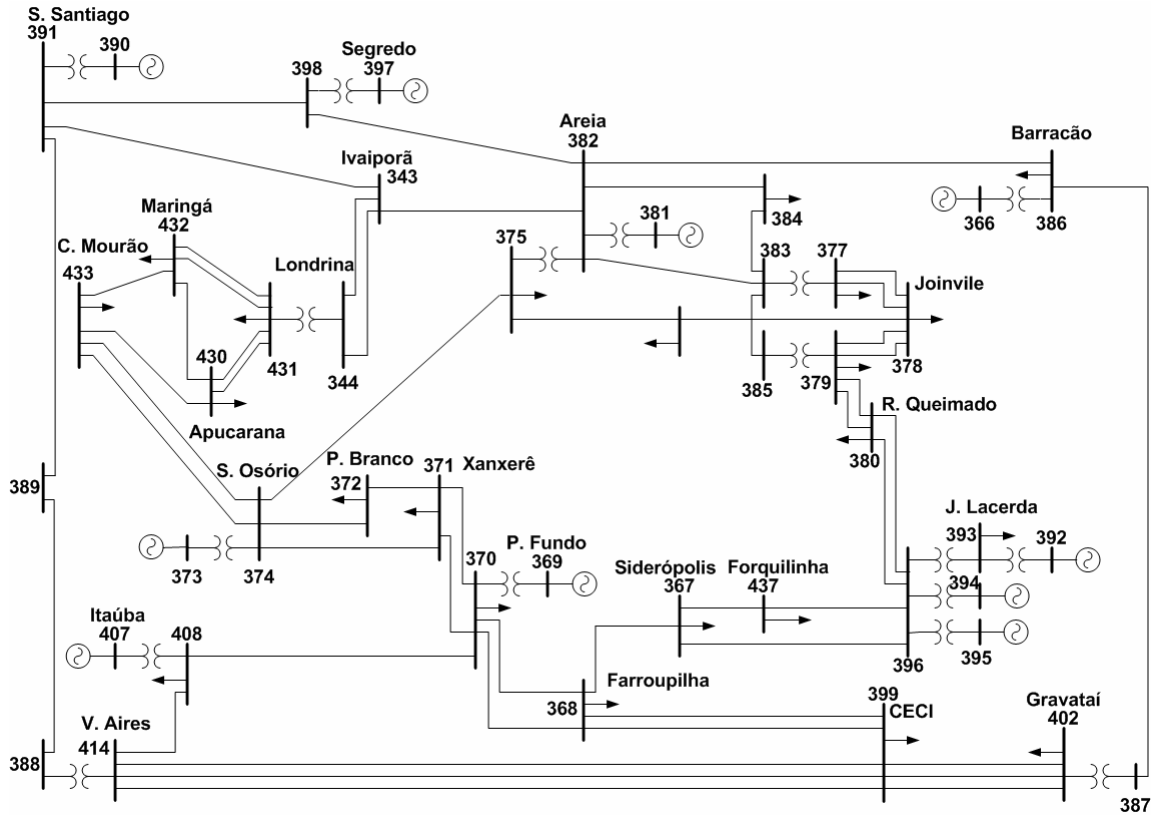 S. Santiago
391
390
Segredo
398
397
Areia
382
Barracão
Ivaiporã
343
384
366
386
Maringá
432
381
375
C. Mourão
433
Londrina
383
377
Joinvile
430
431
344
385
379
378
Apucarana
R. Queimado
380
S. Osório
P. Branco
372
371
Xanxerê
389
J. Lacerda
393
392
373
374
370
P. Fundo
369
Siderópolis
367
Forquilinha
437
394
Itaúba
407
408
395
396
Farroupilha
368
399
CECI
Gravataí
402
V. Aires
414
388
387